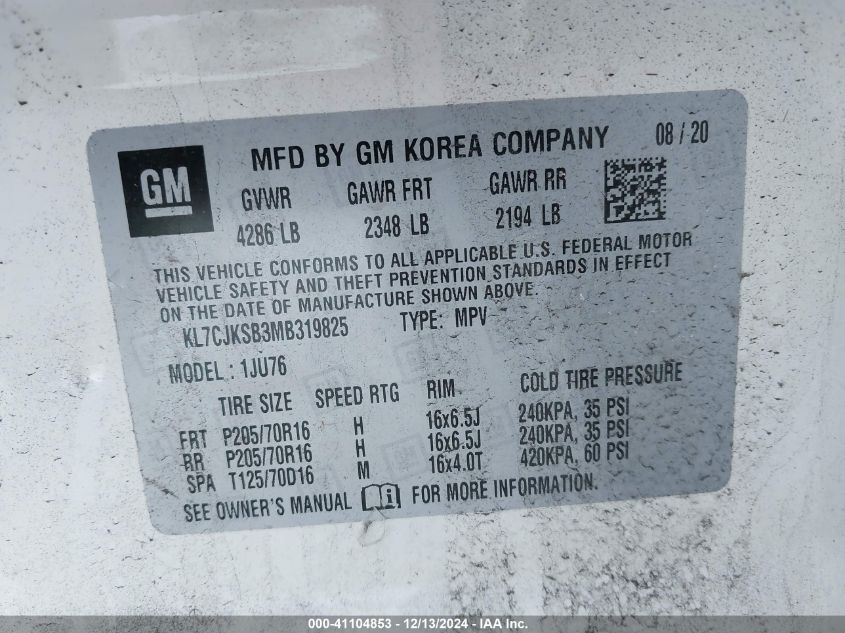 GM
MFD BY GM KOREA COMPANY 08 / 20
GVWR GAWR FRT GAWR RR
4286 LB 2348 LB 2194 LB
THIS VEHICLE CONFORMS TO ALL APPLICABLE U.S. FEDERAL MOTOR
VEHICLE SAFETY AND THEFT PREVENTION STANDARDS IN EFFECT
ON THE DATE OF MANUFACTURE SHOWN ABOVE.
KL7CJKSB3MB319825 TYPE: MPV
MODEL : 1JU76
TIRE SIZE SPEED RTG RIM COLD TIRE PRESSURE
FRT P205/70R16 H 16x6.5J 240KPA, 35 PSI
RR P205/70R16 H 16x6.5J 240KPA, 35 PSI
SPA T125/70D16 M 16x4.0T 420KPA, 60 PSI
SEE OWNER'S MANUAL FOR MORE INFORMATION.
000-41104853 - 12/13/2024 - IAA Inc.